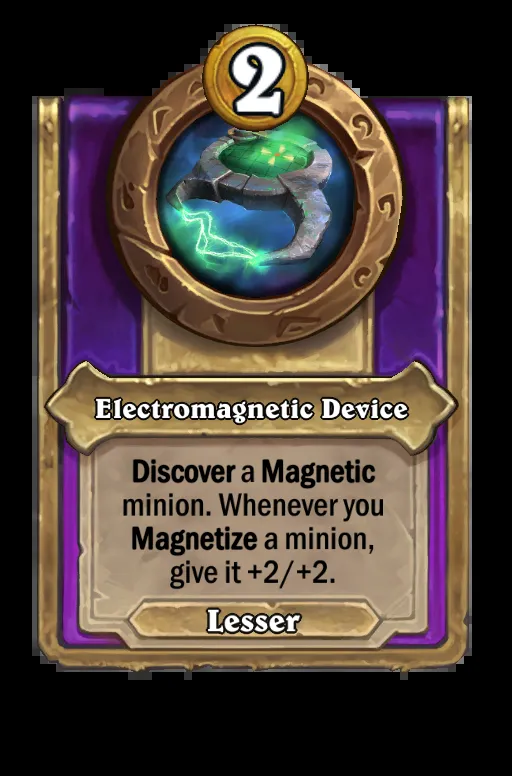 2
Electromagnetic Device
Discover a Magnetic
minion. Whenever you
Magnetize a minion,
give it +2/+2.
Lesser